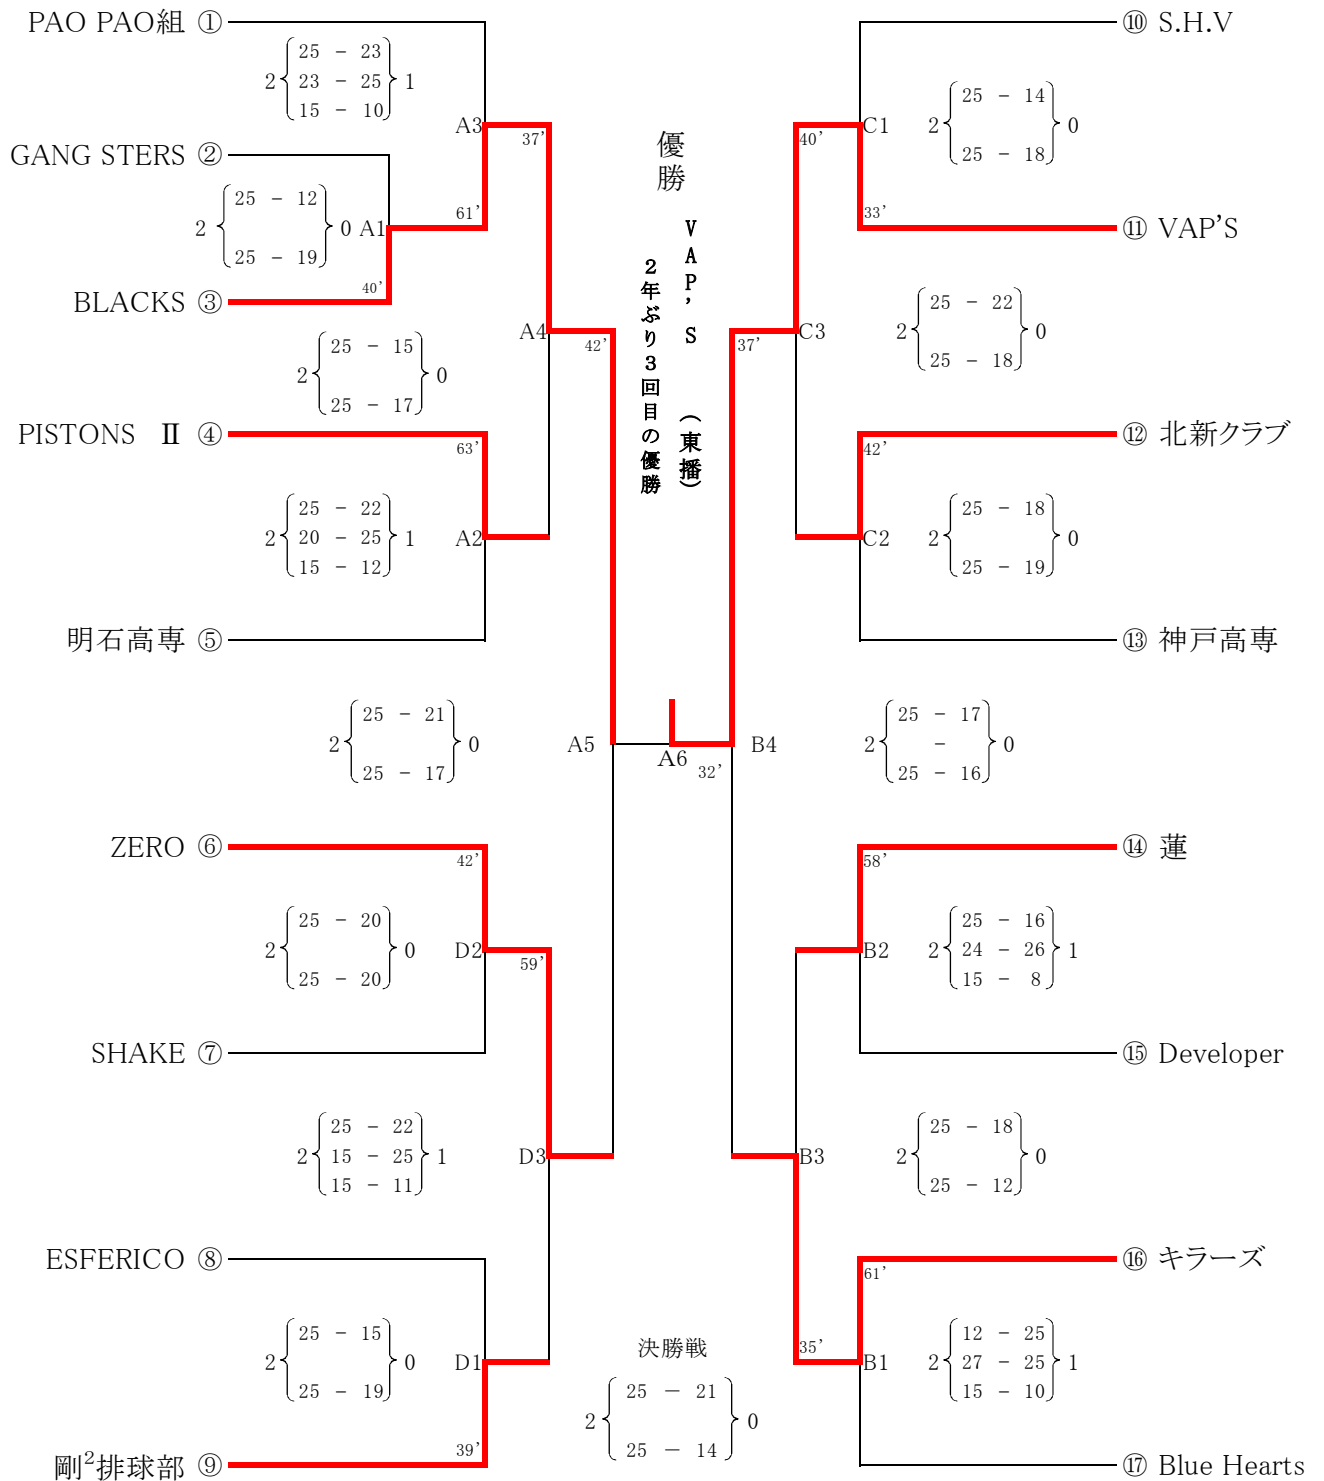 PAO PAO組 ①
2 25 － 23 1
23 － 25
15 － 10
A3
37'
GANG STERS ②
2 25 － 12 0
25 － 19
A1
61'
BLACKS ③
40'
2 25 － 15 0
25 － 17
A4
42'
PISTONS Ⅱ ④
63'
2 25 － 22 1
20 － 25
15 － 12
A2
明石高専 ⑤
2 25 － 21 0
25 － 17
A5
ZERO ⑥
42'
2 25 － 20 0
25 － 20
D2
59'
SHAKE ⑦
2 25 － 22 1
15 － 25
15 － 11
D3
ESFERICO ⑧
2 25 － 15 0
25 － 19
D1
剛²排球部 ⑨
39'
優勝
VAP'S （東播）
２年ぶり３回目の優勝
A6
32'
決勝戦
2 25 － 21 0
25 － 14
⑩ S.H.V
2 25 － 14 0
25 － 18
C1
40'
33'
⑪ VAP'S
2 25 － 22 0
25 － 18
C3
37'
⑫ 北新クラブ
42'
2 25 － 18 0
25 － 19
C2
⑬ 神戸高専
2 25 － 17 0
－
25 － 16
B4
⑭ 蓮
58'
2 25 － 16 1
24 － 26
15 － 8
B2
⑮ Developer
2 25 － 18 0
25 － 12
B3
⑯ キラーズ
61'
35'
2 12 － 25 1
27 － 25
15 － 10
B1
⑰ Blue Hearts